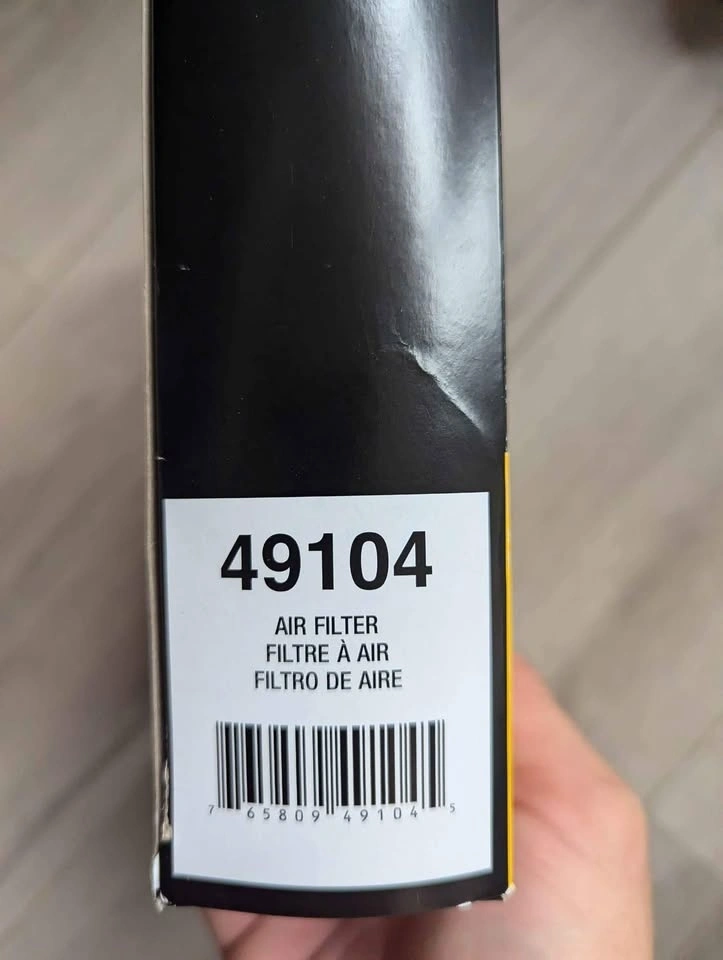 49104
AIR FILTER
FILTRE À AIR
FILTRO DE AIRE
7 65809 49104 5